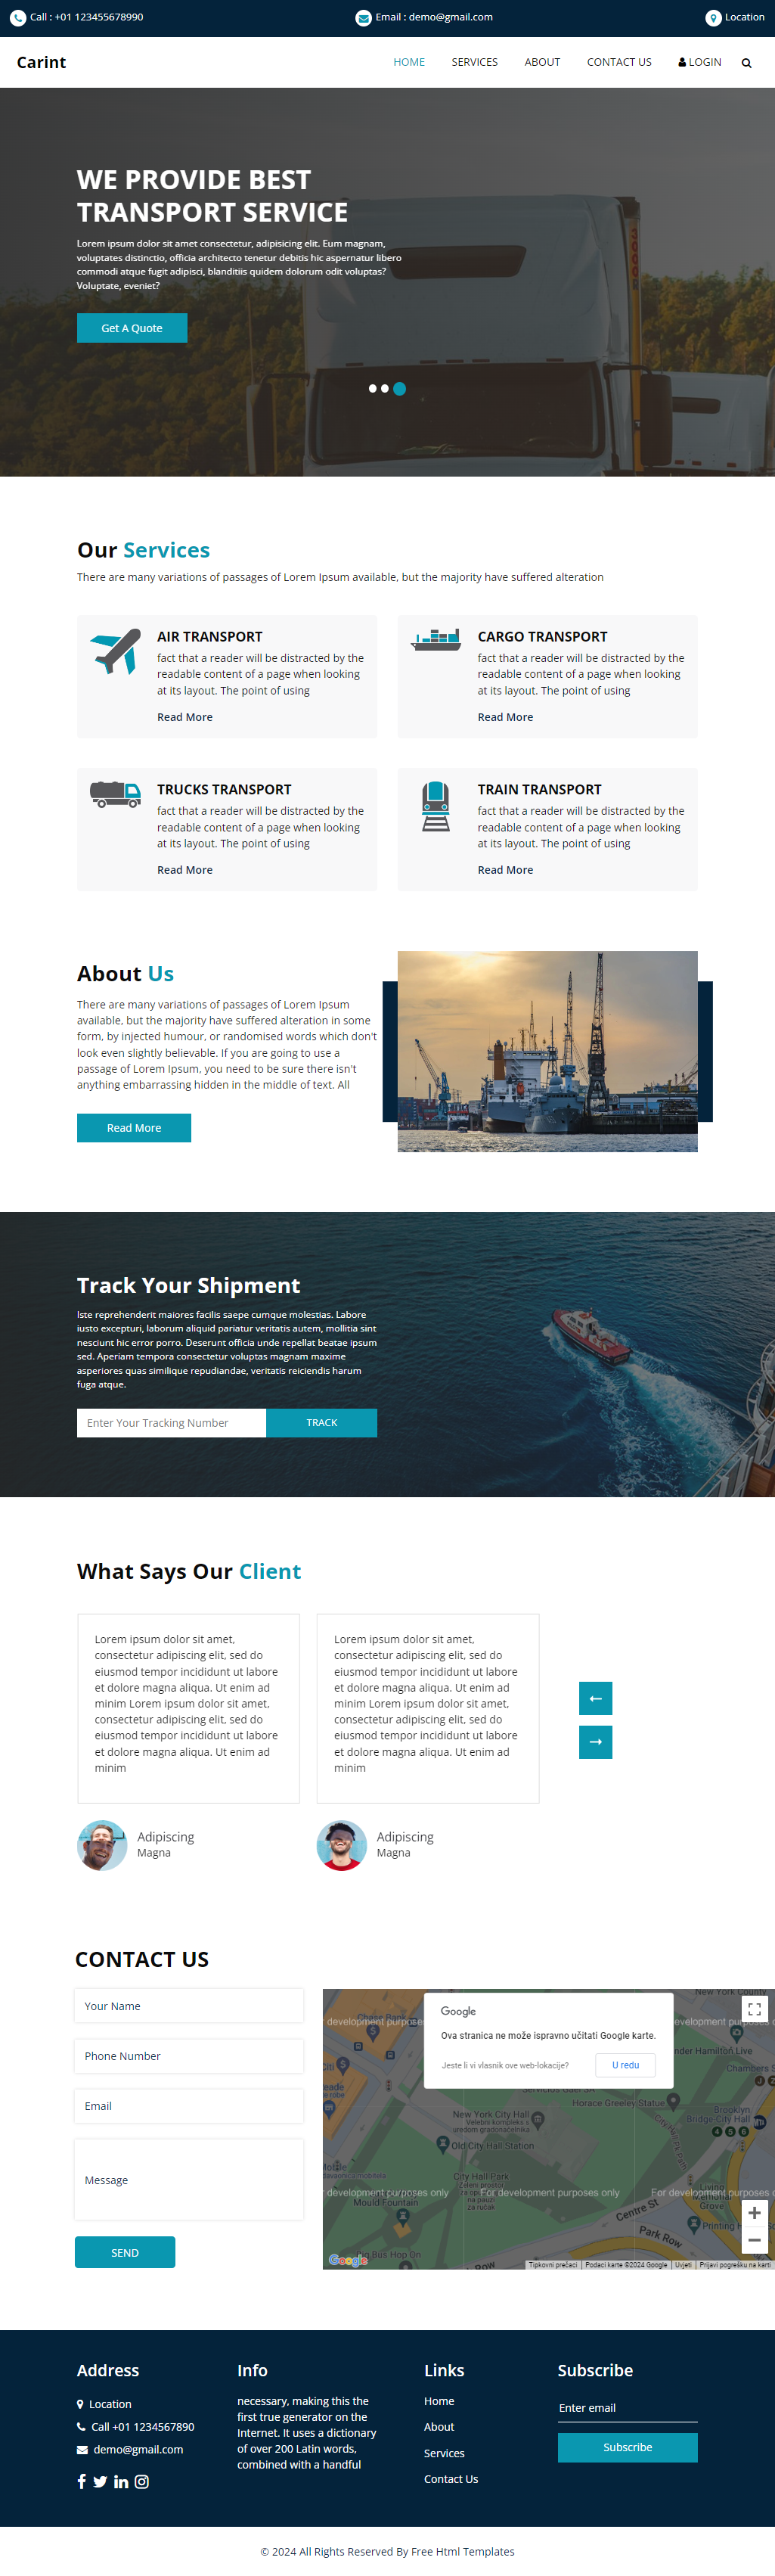 Call : +01 123455678990
Email : demo@gmail.com
Location
Carint
HOME
SERVICES
ABOUT
CONTACT US
LOGIN
WE PROVIDE BEST
TRANSPORT SERVICE
Lorem ipsum dolor sit amet consectetur, adipisicing elit. Eum magnam,
voluptates distinctio, officia architecto tenetur debitis hic aspernatur libero
commodi atque fugit adipisci, blanditiis quidem dolorum odit voluptas?
Voluptate, eveniet?
Get A Quote
Our Services
There are many variations of passages of Lorem Ipsum available, but the majority have suffered alteration
AIR TRANSPORT
fact that a reader will be distracted by the
readable content of a page when looking
at its layout. The point of using
Read More
CARGO TRANSPORT
fact that a reader will be distracted by the
readable content of a page when looking
at its layout. The point of using
Read More
TRUCKS TRANSPORT
fact that a reader will be distracted by the
readable content of a page when looking
at its layout. The point of using
Read More
TRAIN TRANSPORT
fact that a reader will be distracted by the
readable content of a page when looking
at its layout. The point of using
Read More
About Us
There are many variations of passages of Lorem Ipsum
available, but the majority have suffered alteration in some
form, by injected humour, or randomised words which don't
look even slightly believable. If you are going to use a
passage of Lorem Ipsum, you need to be sure there isn't
anything embarrassing hidden in the middle of text. All
Read More
Track Your Shipment
Iste reprehenderit maiores facilis saepe cumque molestias. Labore
iusto excepturi, laborum aliquid pariatur veritatis autem, mollitia sint
nesciunt hic error porro. Deserunt officia unde repellat beatae ipsum
sed. Aperiam tempora consectetur voluptas magnam maxime
asperiores quas similique repudiandae, veritatis reiciendis harum
fuga atque.
Enter Your Tracking Number
TRACK
What Says Our Client
Lorem ipsum dolor sit amet,
consectetur adipiscing elit, sed do
eiusmod tempor incididunt ut labore
et dolore magna aliqua. Ut enim ad
minim Lorem ipsum dolor sit amet,
consectetur adipiscing elit, sed do
eiusmod tempor incididunt ut labore
et dolore magna aliqua. Ut enim ad
minim
Adipiscing
Magna
Lorem ipsum dolor sit amet,
consectetur adipiscing elit, sed do
eiusmod tempor incididunt ut labore
et dolore magna aliqua. Ut enim ad
minim Lorem ipsum dolor sit amet,
consectetur adipiscing elit, sed do
eiusmod tempor incididunt ut labore
et dolore magna aliqua. Ut enim ad
minim
Adipiscing
Magna
CONTACT US
Your Name
Phone Number
Email
Message
SEND
Google
Ova stranica ne može ispravno učitati Google karte.
Jeste li vi vlasnik ove web-lokacije?
U redu
Horace Greeley Statue
New York City Hall
Velebni kompleks s
uredom gradonačelnika
Old City Hall Station
Brooklyn
Bridge City Hall
4 5 6
City Hall Park
Zeleni prostor
na pauzi
za ručak
Mould Fountain
development purposes only
For development purposes only
For development purposes
Centre St
Park Row
Big Bus Hop On
Google
Tipkovni prečaci
Podaci karte ©2024 Google
Uvjeti
Prijavi pogrešku na karti
Address
Location
Call +01 1234567890
demo@gmail.com
Info
necessary, making this the
first true generator on the
Internet. It uses a dictionary
of over 200 Latin words,
combined with a handful
Links
Home
About
Services
Contact Us
Subscribe
Enter email
Subscribe
© 2024 All Rights Reserved By Free Html Templates